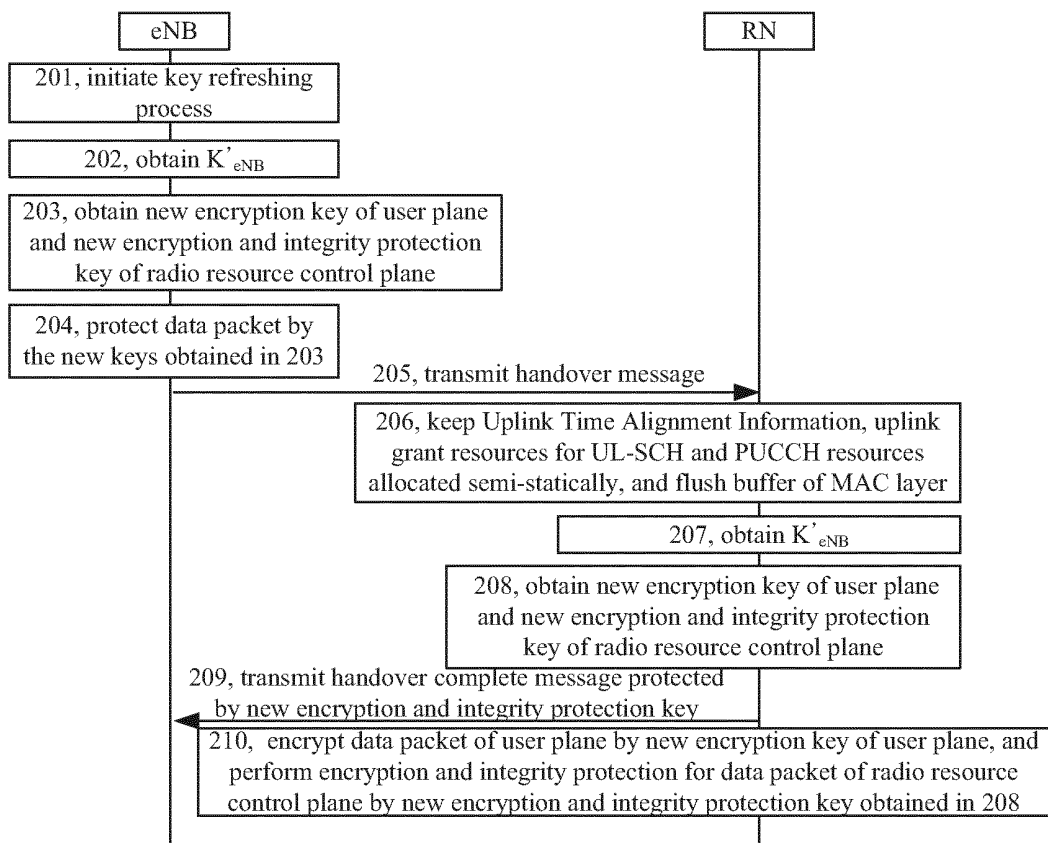 eNB
RN
201, initiate key refreshing
process
202, obtain K'eNB
203, obtain new encryption key of user plane
and new encryption and integrity protection
key of radio resource control plane
204, protect data packet by
the new keys obtained in 203
205, transmit handover message
206, keep Uplink Time Alignment Information, uplink
grant resources for UL-SCH and PUCCH resources
allocated semi-statically, and flush buffer of MAC layer
207, obtain K'eNB
208, obtain new encryption key of user plane
and new encryption and integrity protection
key of radio resource control plane
209, transmit handover complete message protected
by new encryption and integrity protection key
210, encrypt data packet of user plane by new encryption key of user plane, and
perform encryption and integrity protection for data packet of radio resource
control plane by new encryption and integrity protection key obtained in 208